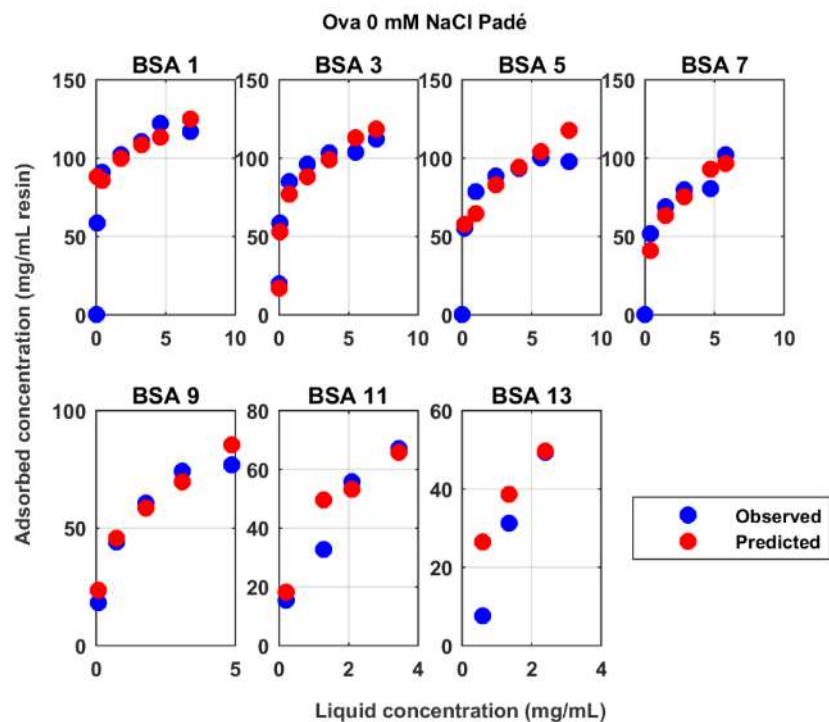 Ova 0 mM NaCl Padé
BSA 1 BSA 3 BSA 5 BSA 7
150 150 150 150
100 100 100 100
50 50 50 50
0 0 0 0
0 5 10 0 5 10 0 5 10 0 5 10
Adsorbed concentration (mg/mL resin)
BSA 9 BSA 11 BSA 13
100 80 60
60 40
50 40
20 20
0 0 0
0 5 0 2 4 0 2 4
Observed
Predicted
Liquid concentration (mg/mL)